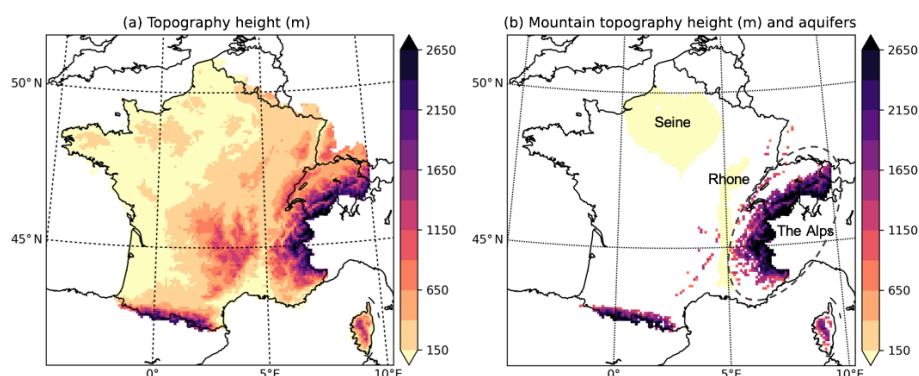 (a) Topography height (m)
50°N
45°N
0°
5°E
10°E
2650
2150
1650
1150
650
150
(b) Mountain topography height (m) and aquifers
50°N
45°N
Seine
Rhone
The Alps
0°
5°E
10°E
2650
2150
1650
1150
650
150